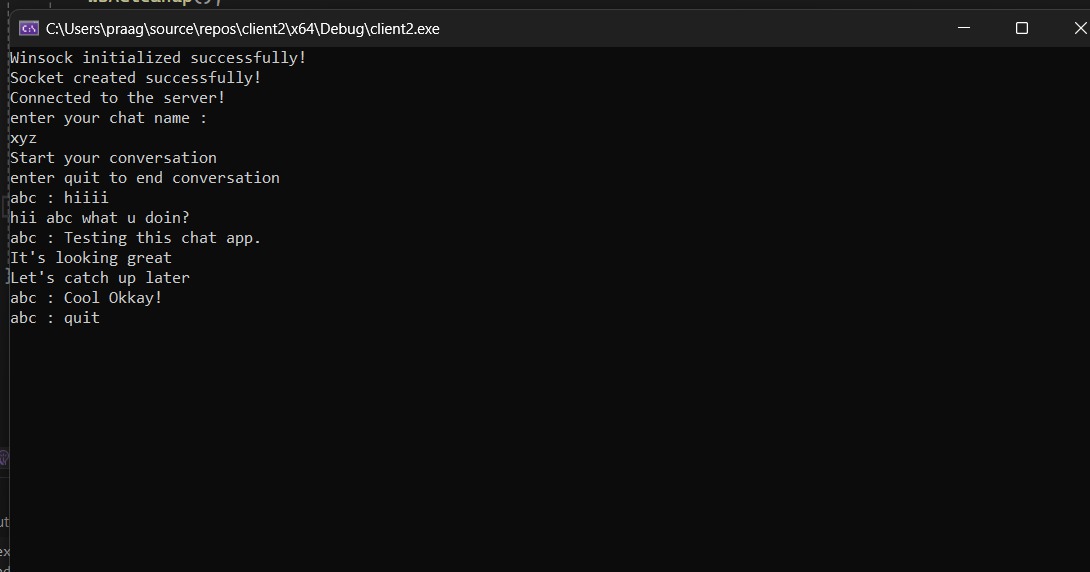 C:\Users\praag\source\repos\client2\x64\Debug\client2.exe
Winsock initialized successfully!
Socket created successfully!
Connected to the server!
enter your chat name :
xyz
Start your conversation
enter quit to end conversation
abc : hiiii
hii abc what u doin?
abc : Testing this chat app.
It's looking great
Let's catch up later
abc : Cool Okkay!
abc : quit